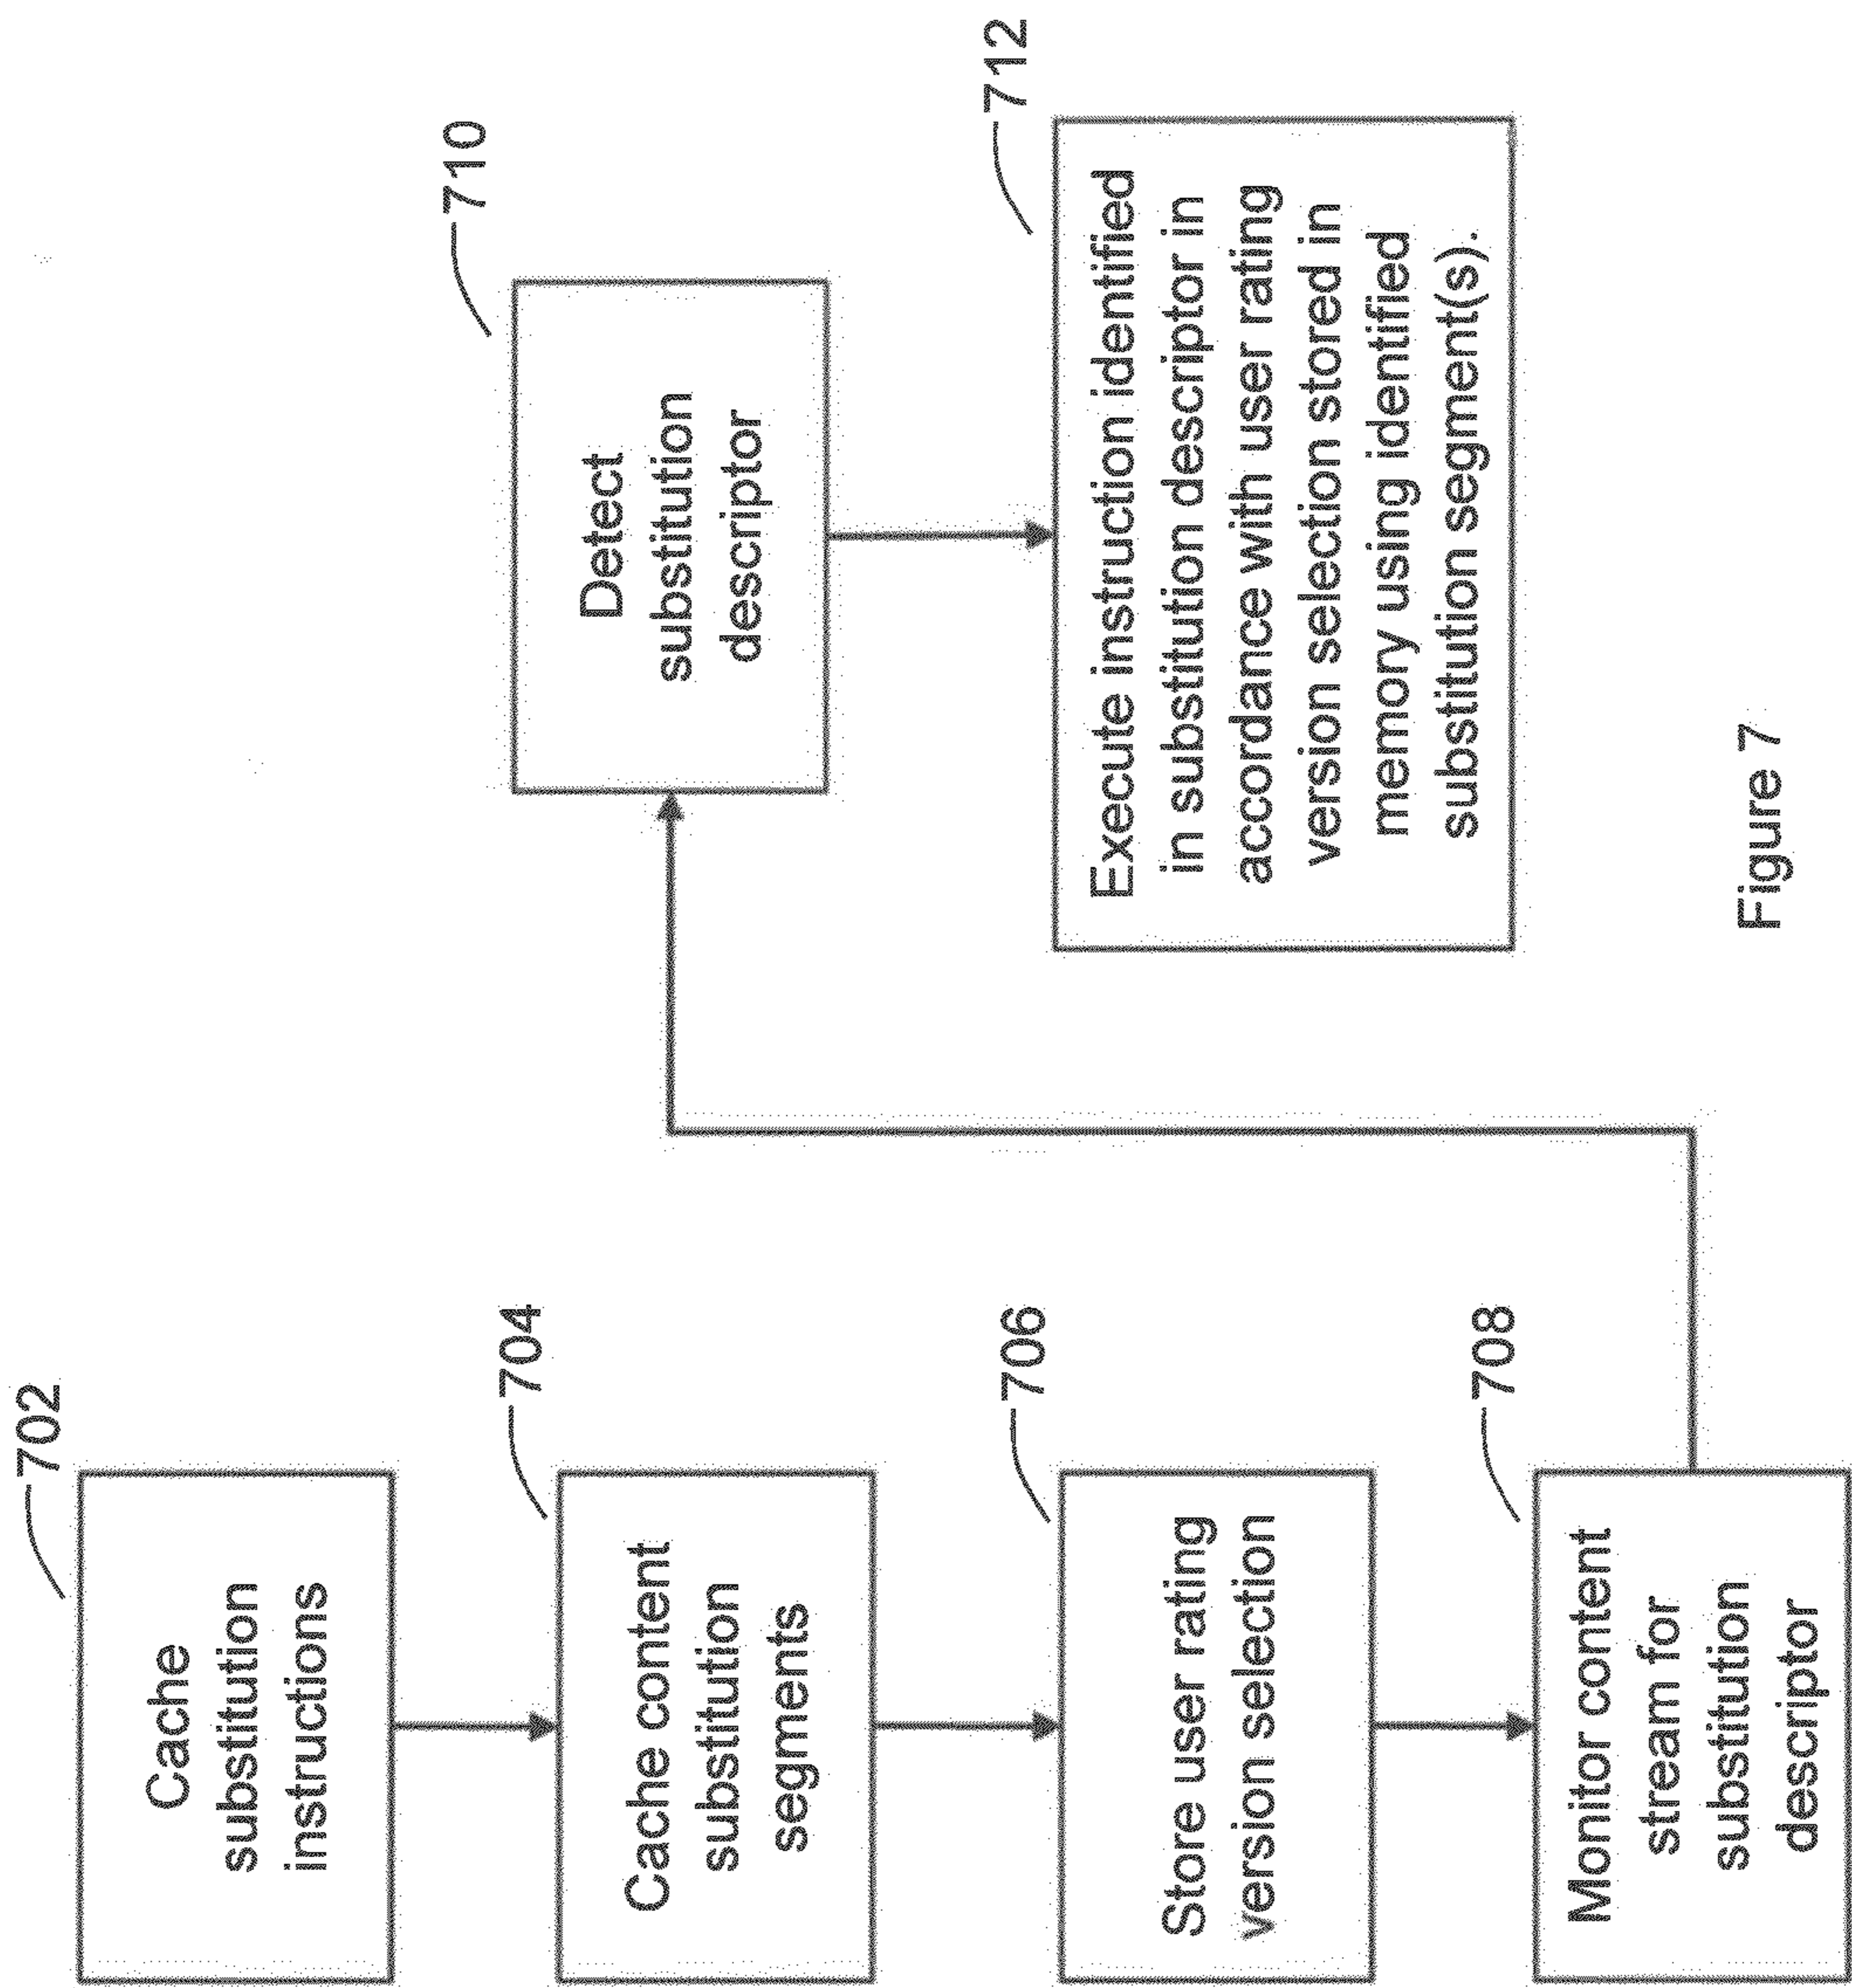 702
Cache
substitution
instructions
704
Cache content
substitution
segments
706
Store user rating
version selection
708
Monitor content
stream for
substitution
descriptor
710
Detect
substitution
descriptor
712
Execute instruction identified
in substitution descriptor in
accordance with user rating
version selection stored in
memory using identified
substitution segment(s).
Figure 7